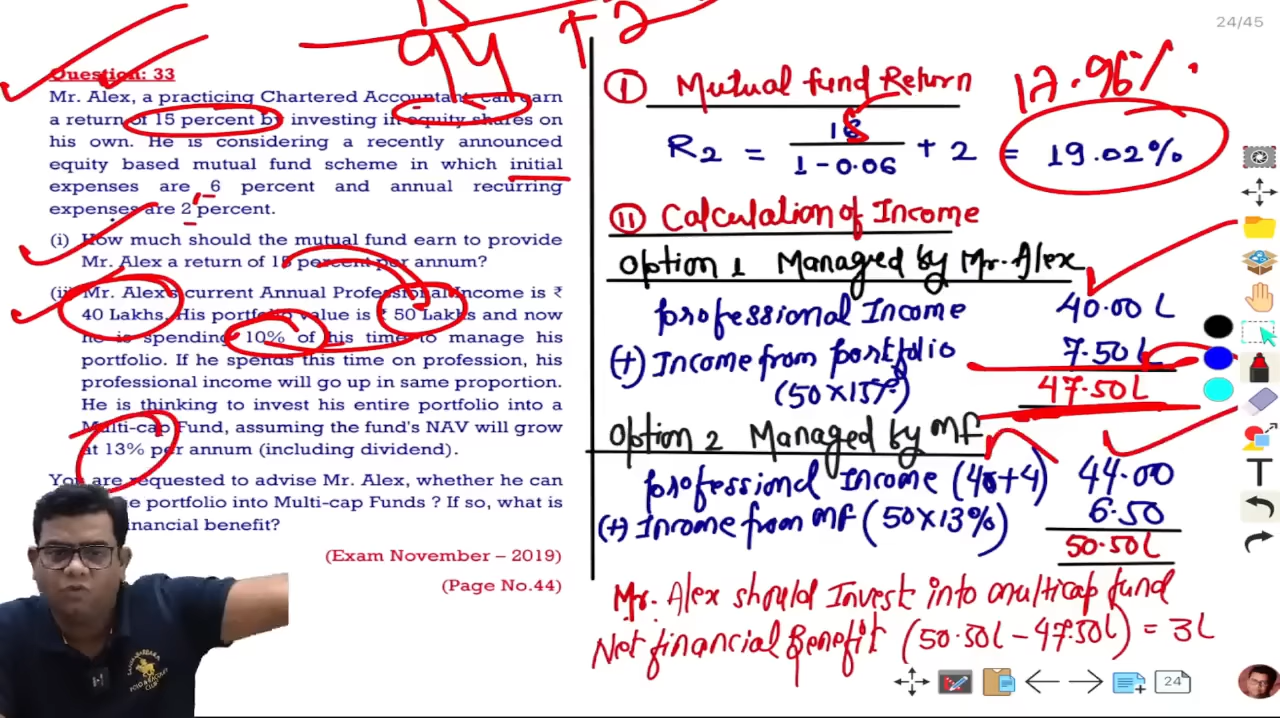 24/45
94 + 2
Question: 33
Mr. Alex, a practicing Chartered Accountant, can earn
a return of 15 percent by investing in equity shares on
his own. He is considering a recently announced
equity based mutual fund scheme in which initial
expenses are 6 percent and annual recurring
expenses are 2 percent.
(i) How much should the mutual fund earn to provide
Mr. Alex a return of 15 percent per annum?
(ii) Mr. Alex's current Annual Professional Income is ₹
40 Lakhs. His portfolio value is ₹ 50 Lakhs and now
he is spending 10% of his time to manage his
portfolio. If he spends this time on profession, his
professional income will go up in same proportion.
He is thinking to invest his entire portfolio into a
Multi-cap Fund, assuming the fund's NAV will grow
at 13% per annum (including dividend).
You are requested to advise Mr. Alex, whether he can
portfolio into Multi-cap Funds ? If so, what is
financial benefit?
(Exam November – 2019)
(Page No.44)
I Mutual fund Return
17.96%
R2 = 16 / 1 - 0.06 + 2 = 19.02%
II Calculation of Income
Option 1 Managed by Mr. Alex
professional Income 40.00 L
(+) Income from portfolio 7.50 L
(50 x 15%) 47.50L
Option 2 Managed by MF
professional Income (40+4) 44.00
(+) Income from MF (50 x 13%) 6.50
50.50L
Mr. Alex should Invest into multicap fund
Net financial Benefit (50.50L - 47.50L) = 3L
24